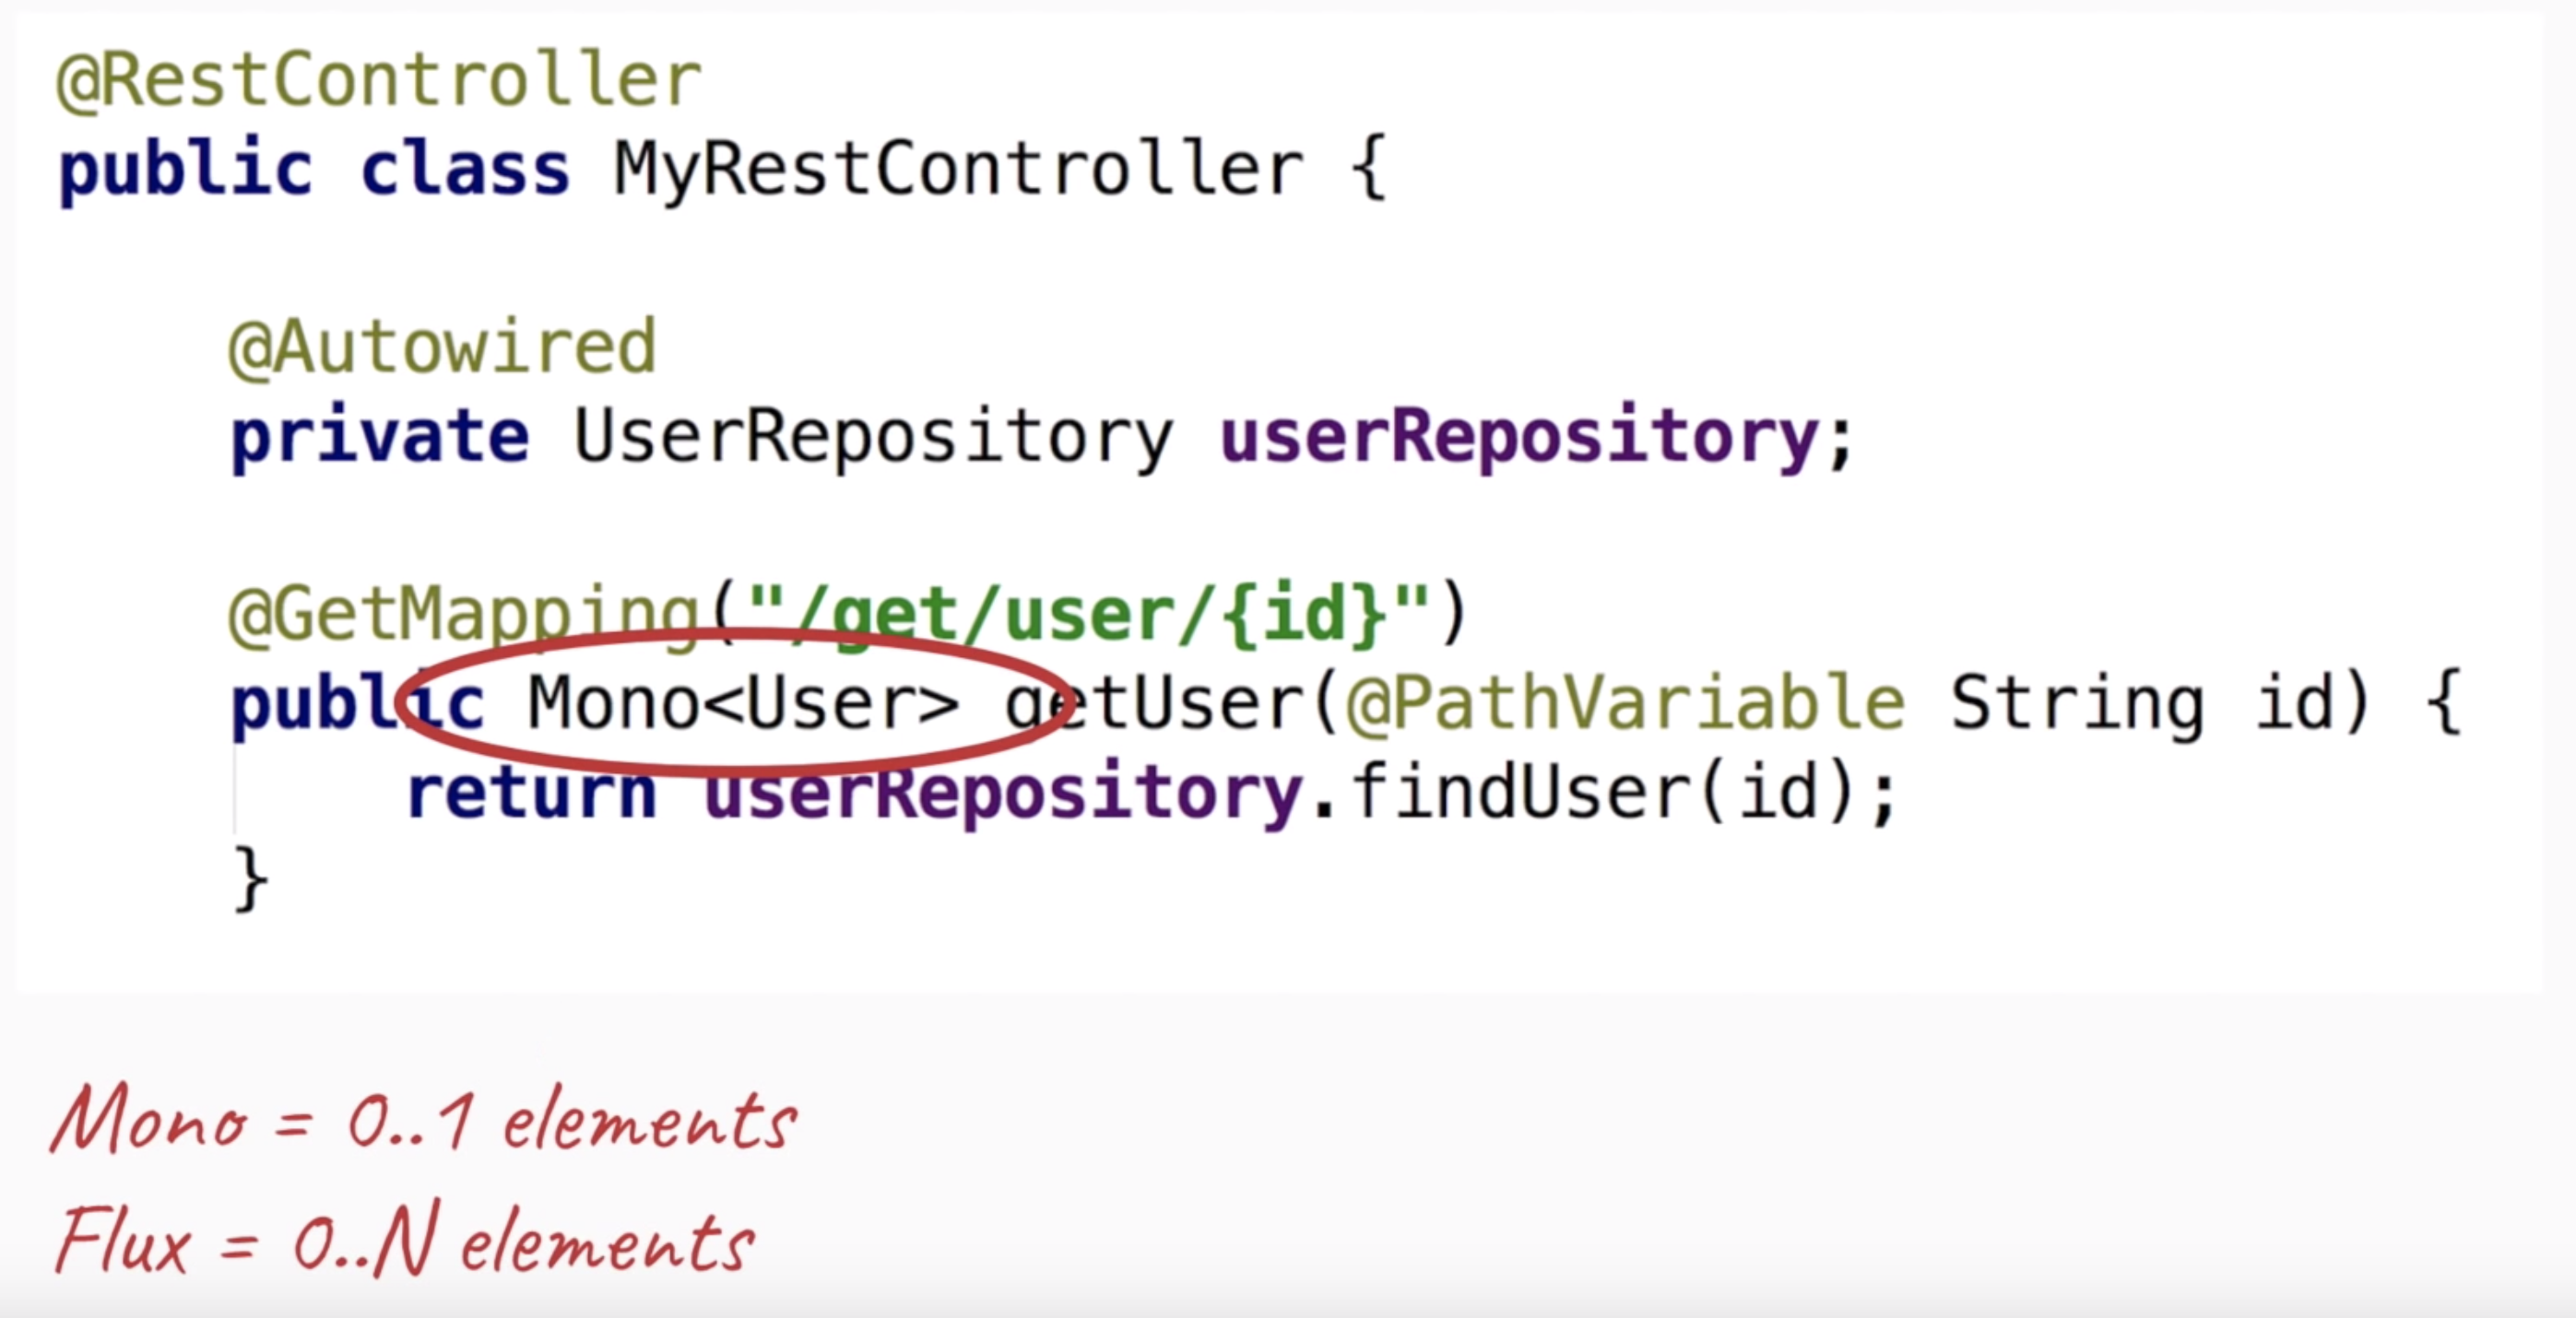 @RestController
public class MyRestController {
@Autowired
private UserRepository userRepository;
@GetMapping("/get/user/{id}")
public Mono<User> getUser(@PathVariable String id) {
return userRepository.findUser(id);
}
Mono = 0..1 elements
Flux = 0..N elements